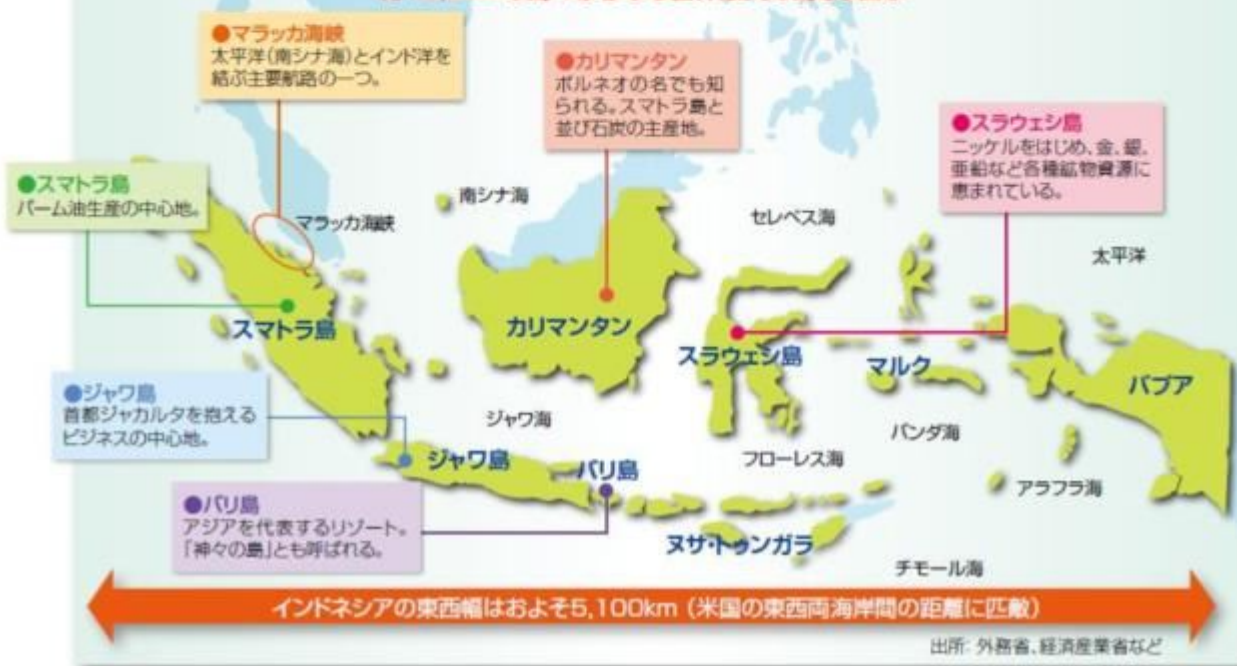 ●マラッカ海峡
太平洋(南シナ海)とインド洋を
結ぶ主要航路の一つ。
●カリマンタン
ボルネオの名でも知
られる。スマトラ島と
並び石炭の主産地。
●スラウェシ島
ニッケルをはじめ、金、銀、
亜鉛など各種鉱物資源に
恵まれている。
●スマトラ島
パーム油生産の中心地。
南シナ海
マラッカ海峡
セレベス海
太平洋
スマトラ島
カリマンタン
スラウェシ島
マルク
パプア
●ジャワ島
首都ジャカルタを抱える
ビジネスの中心地。
ジャワ海
バンダ海
ジャワ島
バリ島
フローレス海
アラフラ海
●バリ島
アジアを代表するリゾート。
「神々の島」とも呼ばれる。
ヌサ・トゥンガラ
チモール海
インドネシアの東西幅はおよそ5,100km(米国の東西両海岸間の距離に匹敵)
出所: 外務省、経済産業省など